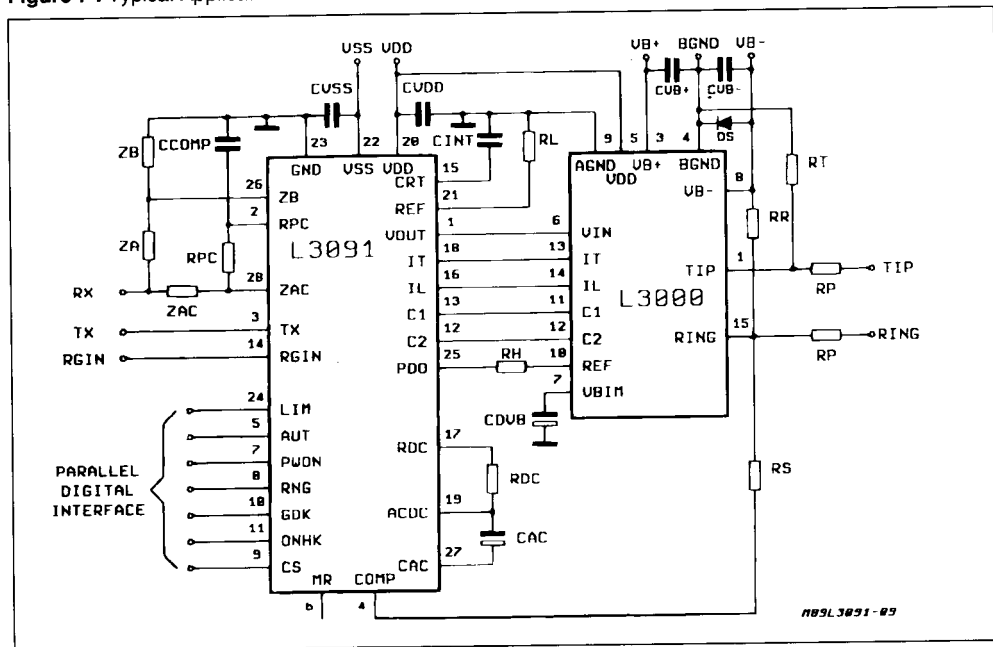 VSS VDD VB+ BGND VB-
CVSS CVDD CVB+ CVB-
ZB CCOMP CINT RL DS
23 22 20 9 5 3 4
GND VSS VDD AGND VDD VB+ BGND
15 CRT
21 REF
8 VB-
RT
RR
26 ZB
2 RPC
ZA RPC
L3091
1 VOUT 6 VIN
18 IT 13 IT
16 IL 14 IL
13 C1 11 C1
12 C2 12 C2
25 PDO RH 10 REF
7 VBIM
L3000
1 TIP RP TIP
15 RING RP RING
RX ZAC 28 ZAC
TX 3 TX
RGIN 14 RGIN
CDVB
PARALLEL
DIGITAL
INTERFACE
24 LIM
5 AUT
7 PWON
8 RNG
10 GDK
11 ONHK
9 CS
17 RDC
RDC
19 ACDC
CAC
27 CAC
RS
MR COMP
4
M89L3091-09